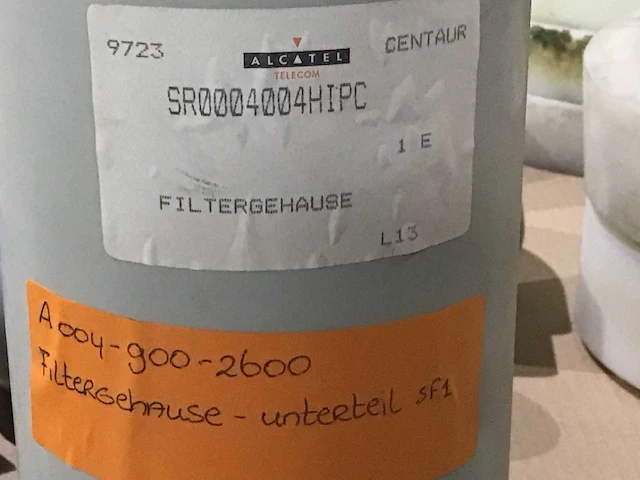 9723
ALCATEL
CENTAUR
TELECOM
SR0004004HIPC
1 E
FILTERGEHAUSE
L13
A004-900-2600
Filtergehause - unterteil SF1